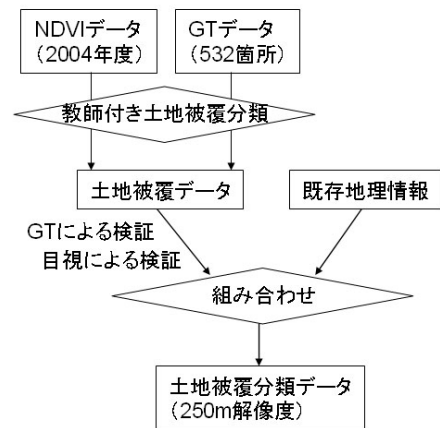 NDVIデータ
（2004年度）
GTデータ
（532箇所）
教師付き土地被覆分類
土地被覆データ
既存地理情報
GTによる検証
目視による検証
組み合わせ
土地被覆分類データ
（250m解像度）